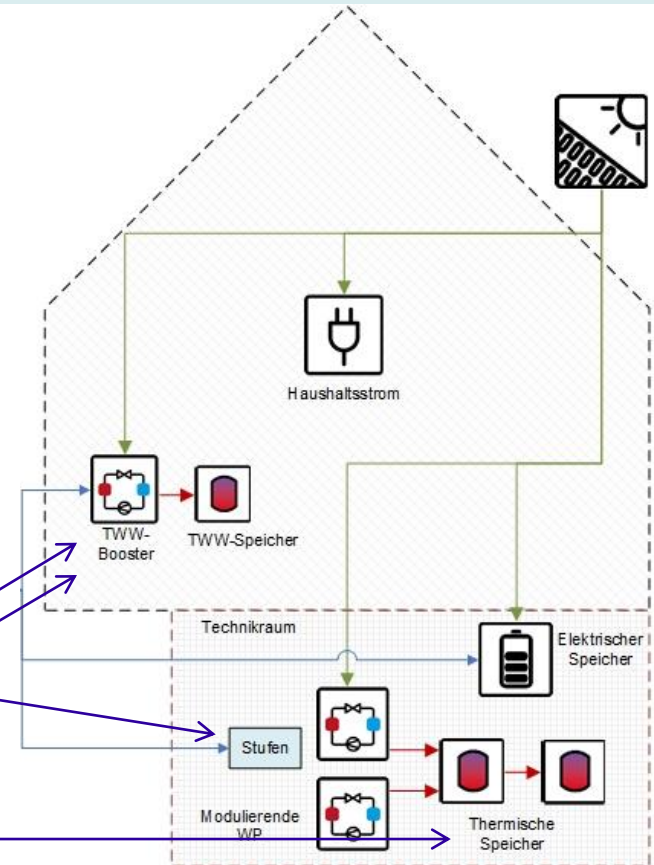 Haushaltsstrom
TWW-
Booster
TWW-Speicher
Technikraum
Elektrischer
Speicher
Stufen
Modulierende
WP
Thermische
Speicher